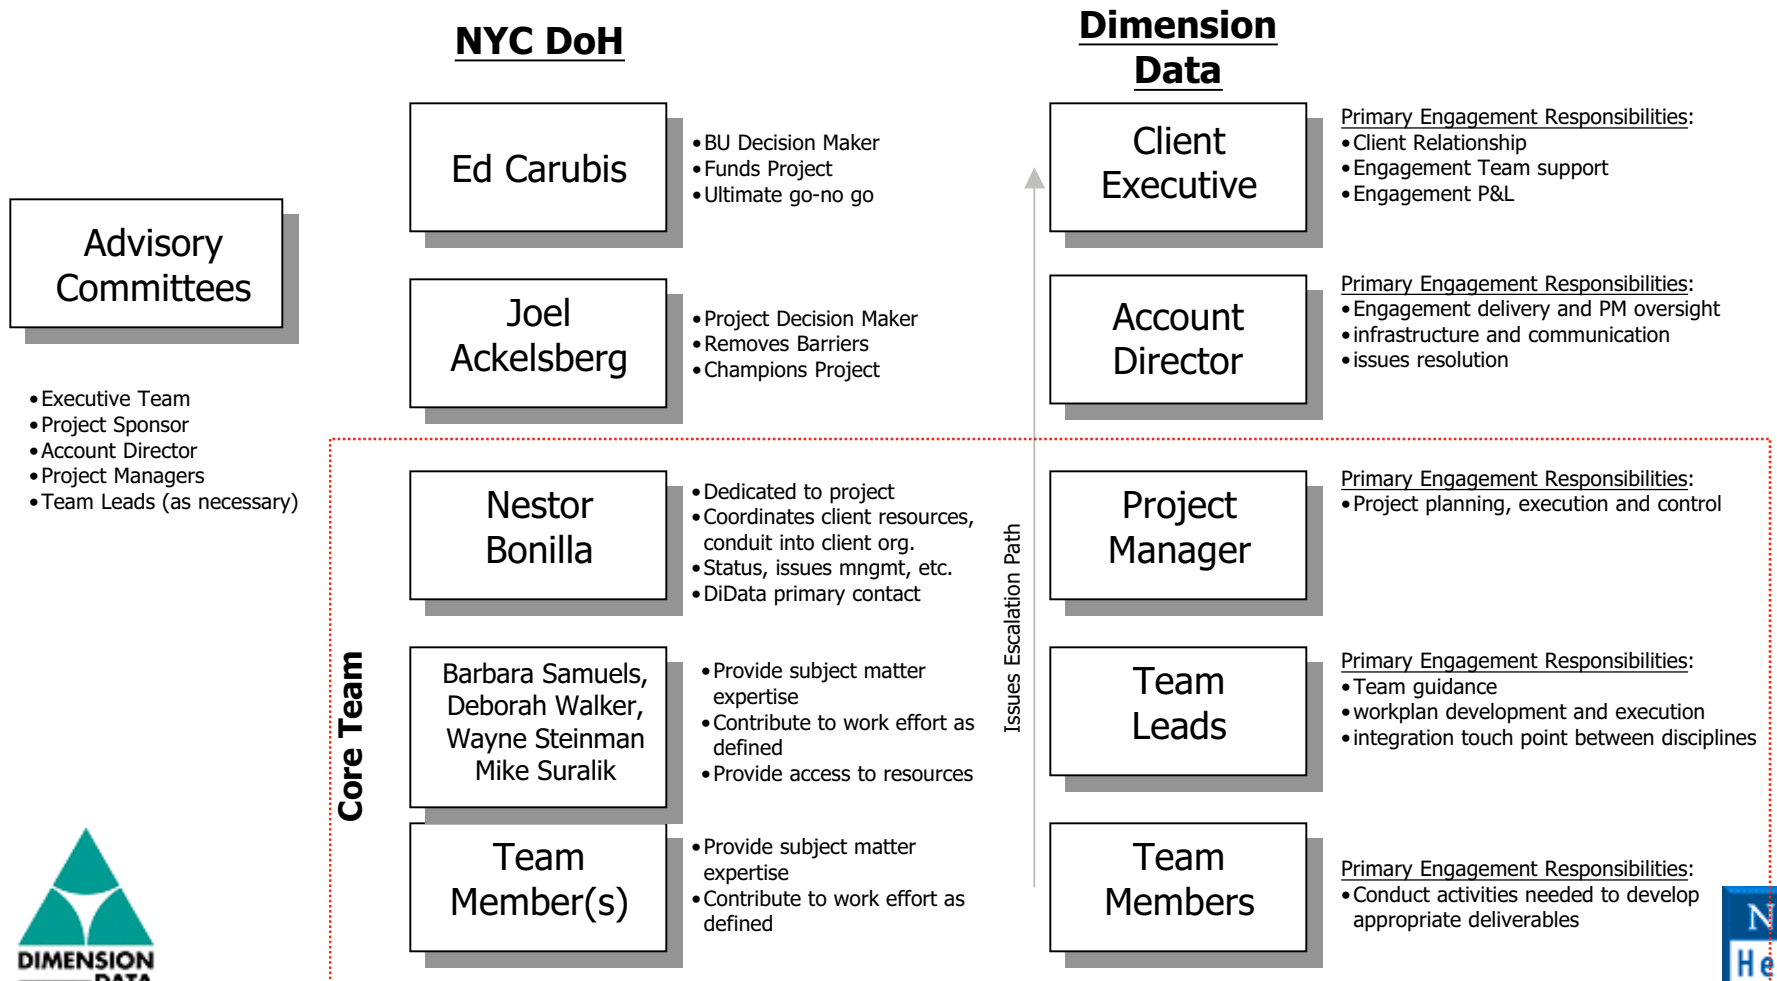 NYC DoH
Dimension
Data
Advisory
Committees
•Executive Team
•Project Sponsor
•Account Director
•Project Managers
•Team Leads (as necessary)
Ed Carubis
•BU Decision Maker
•Funds Project
•Ultimate go-no go
Client
Executive
Primary Engagement Responsibilities:
•Client Relationship
•Engagement Team support
•Engagement P&L
Joel
Ackelsberg
•Project Decision Maker
•Removes Barriers
•Champions Project
Account
Director
Primary Engagement Responsibilities:
•Engagement delivery and PM oversight
•infrastructure and communication
•issues resolution
Core Team
Nestor
Bonilla
•Dedicated to project
•Coordinates client resources,
conduit into client org.
•Status, issues mngmt, etc.
•DiData primary contact
Issues Escalation Path
Project
Manager
Primary Engagement Responsibilities:
•Project planning, execution and control
Barbara Samuels,
Deborah Walker,
Wayne Steinman
Mike Suralik
•Provide subject matter
expertise
•Contribute to work effort as
defined
•Provide access to resources
Team
Leads
Primary Engagement Responsibilities:
•Team guidance
•workplan development and execution
•integration touch point between disciplines
Team
Member(s)
•Provide subject matter
expertise
•Contribute to work effort as
defined
Team
Members
Primary Engagement Responsibilities:
•Conduct activities needed to develop
appropriate deliverables
DIMENSION
DATA
N
He